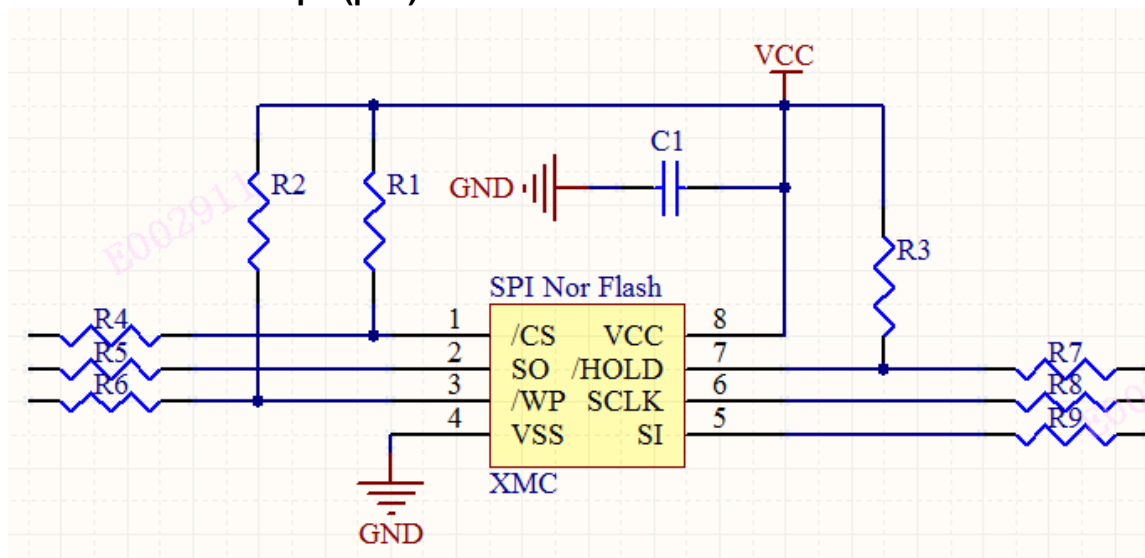 VCC
C1
R2
R1
GND
R3
E002911
SPI Nor Flash
R4
1
/CS
VCC
8
R5
2
SO
/HOLD
7
R7
R6
3
/WP
SCLK
6
R8
4
VSS
SI
5
R9
XMC
GND